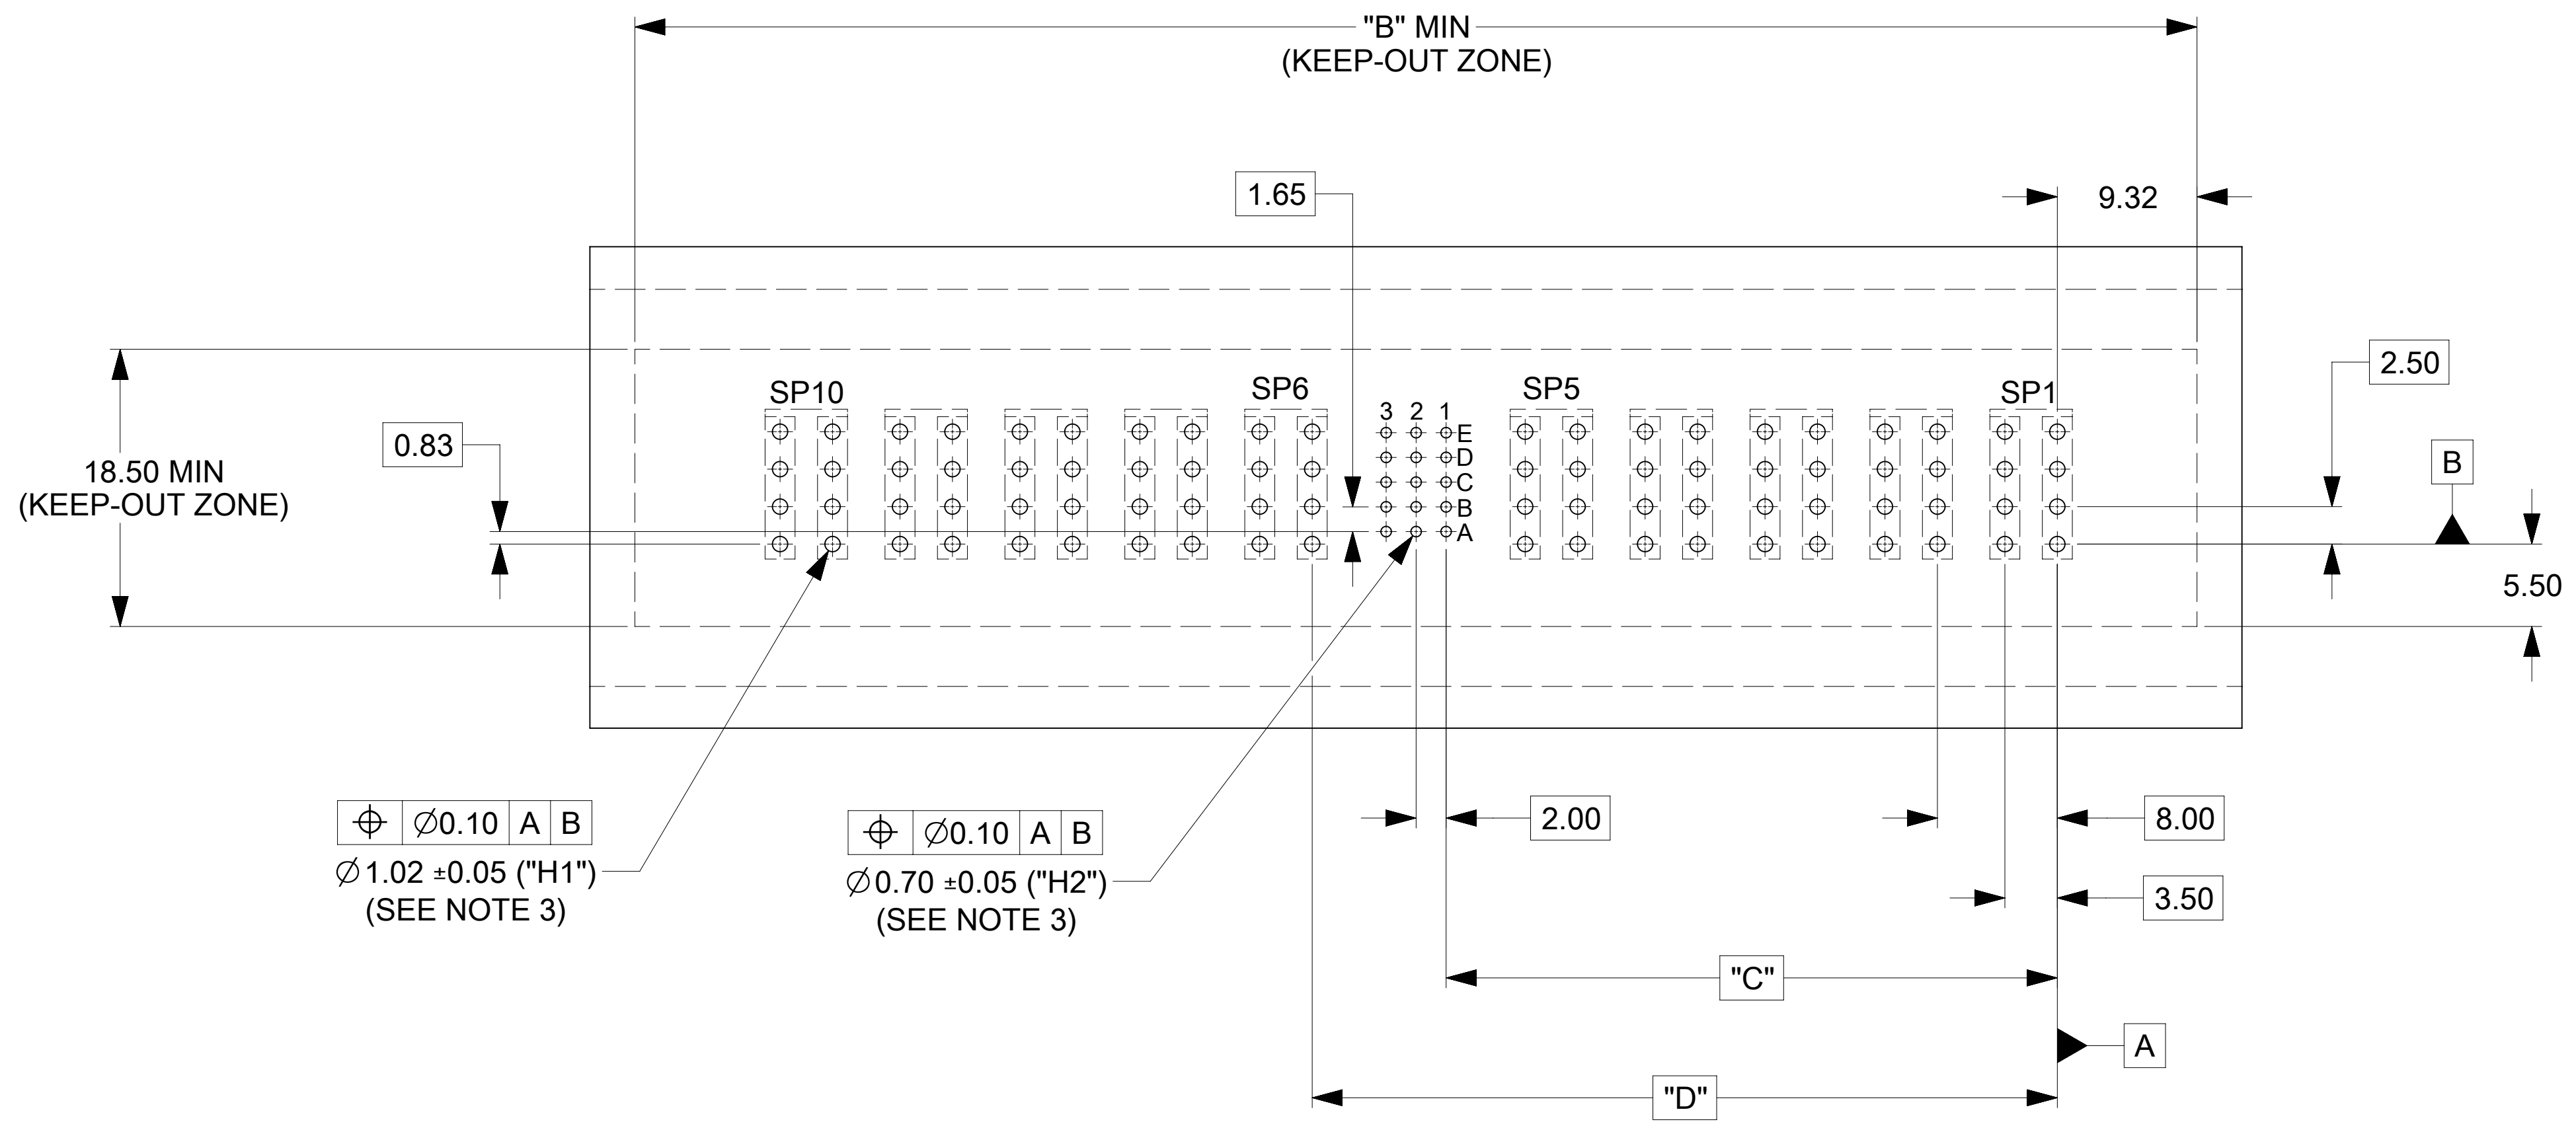 "B" MIN
(KEEP-OUT ZONE)
1.65
9.32
2.50
18.50 MIN
(KEEP-OUT ZONE)
0.83
SP10
SP6
SP5
SP1
3 2 1
E
D
C
B
A
B
5.50
⌖ ∅0.10 A B
∅1.02 ±0.05 ("H1")
(SEE NOTE 3)
⌖ ∅0.10 A B
∅0.70 ±0.05 ("H2")
(SEE NOTE 3)
2.00
8.00
3.50
"C"
A
"D"